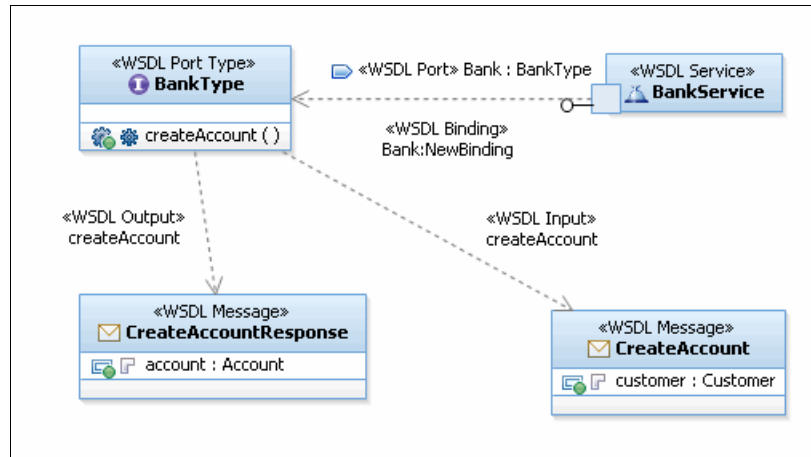 «WSDL Port Type»
BankType
createAccount ( )
«WSDL Port» Bank : BankType
«WSDL Service»
BankService
«WSDL Binding»
Bank:NewBinding
«WSDL Output»
createAccount
«WSDL Input»
createAccount
«WSDL Message»
CreateAccountResponse
account : Account
«WSDL Message»
CreateAccount
customer : Customer